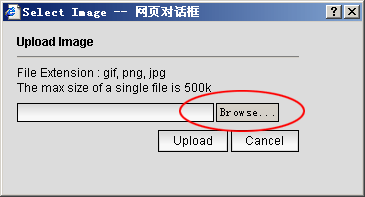 Select Image -- 网页对话框
Upload Image
File Extension : gif, png, jpg
The max size of a single file is 500k
Browse...
Upload Cancel